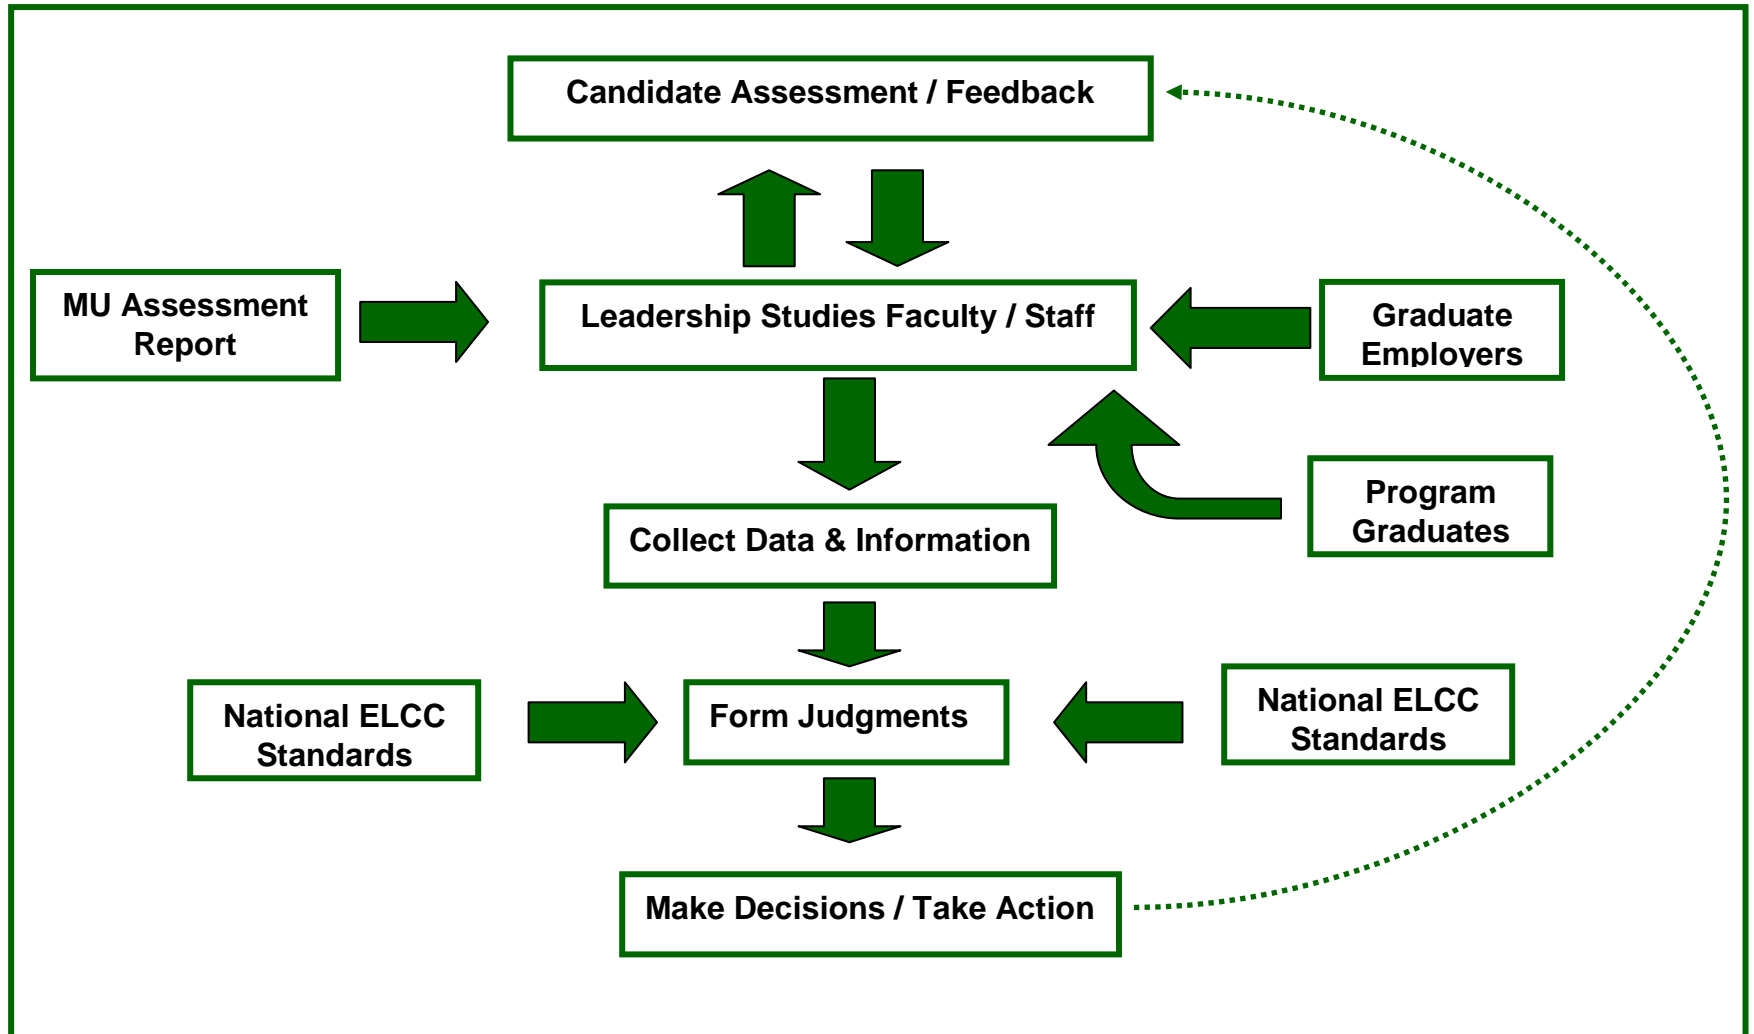 Candidate Assessment / Feedback
MU Assessment
Report
Leadership Studies Faculty / Staff
Graduate
Employers
Program
Graduates
Collect Data & Information
National ELCC
Standards
Form Judgments
National ELCC
Standards
Make Decisions / Take Action